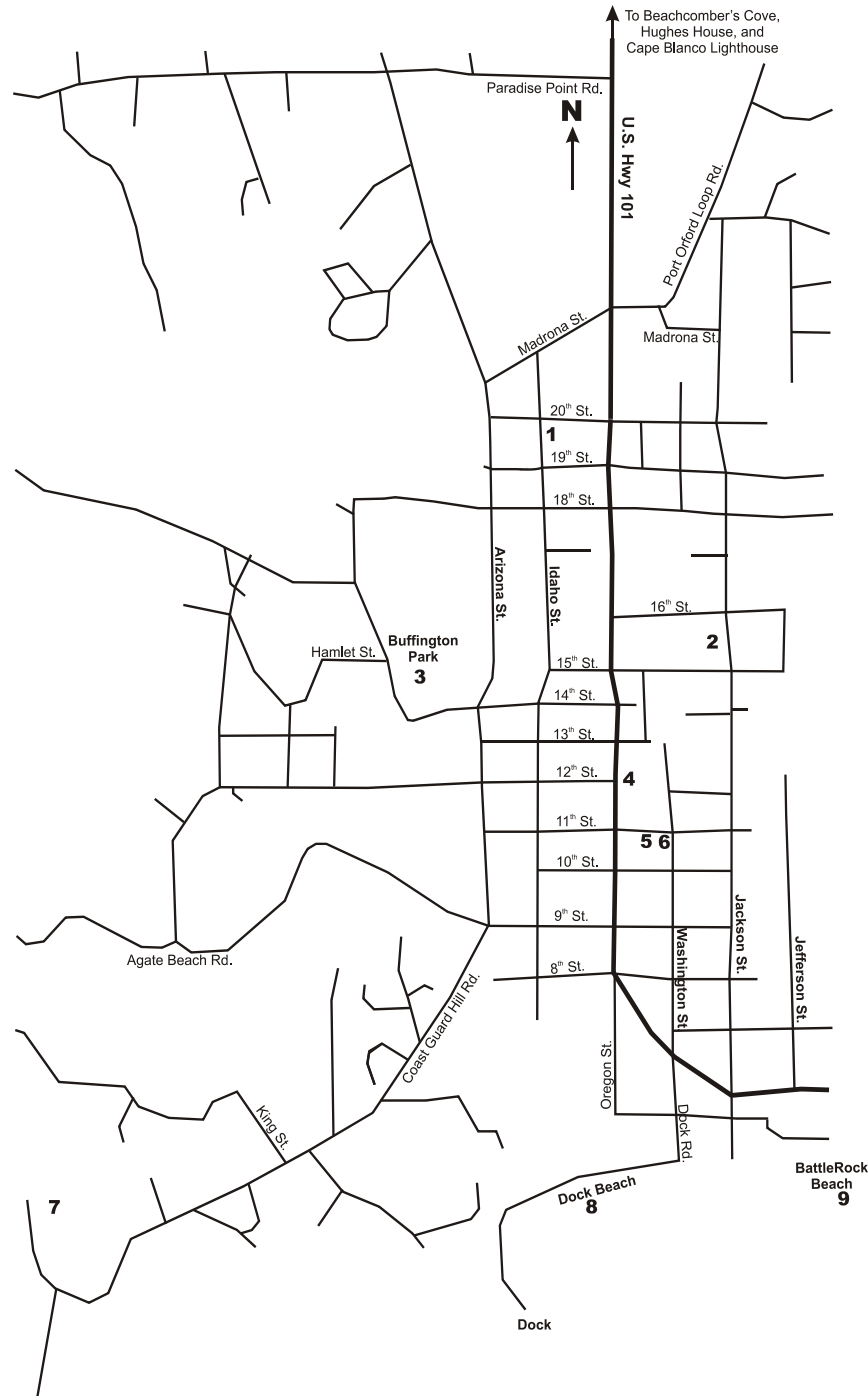 To Beachcomber's Cove,
Hughes House, and
Cape Blanco Lighthouse
Paradise Point Rd.
N
U.S. Hwy 101
Port Orford Loop Rd.
Madrona St.
Madrona St.
20th St.
1
19th St.
18th St.
Arizona St.
Idaho St.
16th St.
2
Buffington
Park
3
Hamlet St.
15th St.
14th St.
13th St.
12th St.
4
11th St.
5 6
10th St.
9th St.
Jackson St.
Washington St
Jefferson St.
Agate Beach Rd.
8th St.
Coast Guard Hill Rd.
Oregon St.
King St.
Dock Rd.
7
Dock Beach
8
BattleRock
Beach
9
Dock